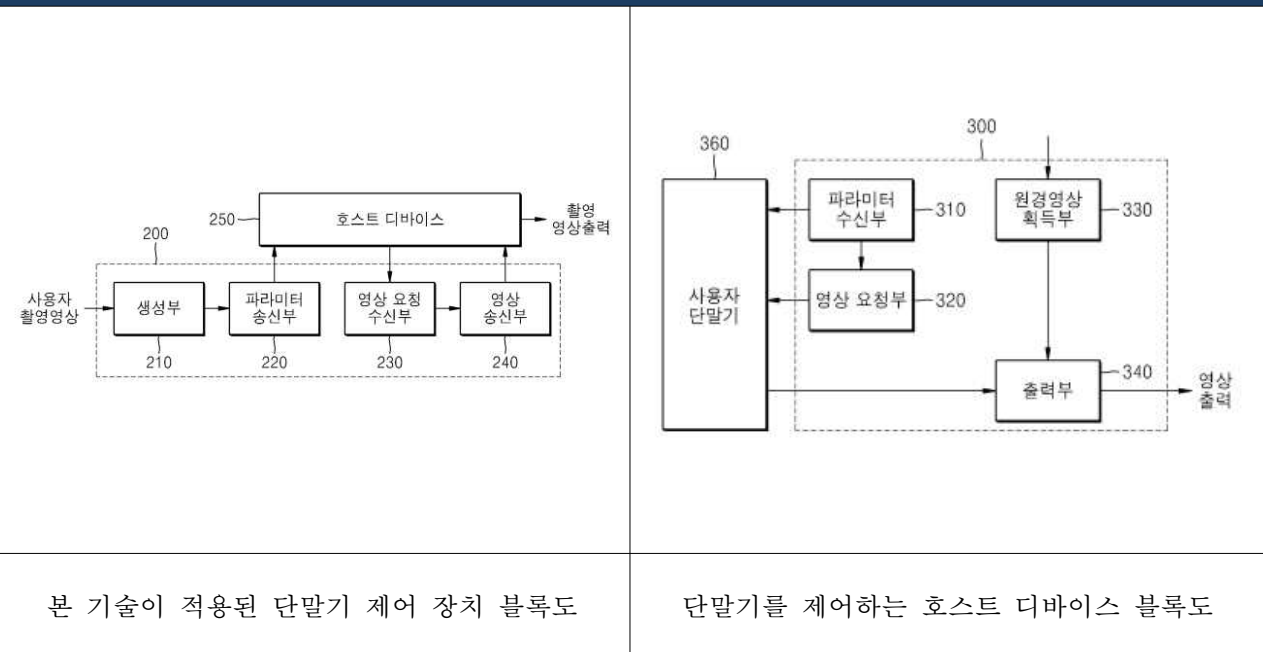 250
호스트 디바이스
촬영
영상출력
200
사용자
촬영영상
생성부
파라미터
송신부
영상 요청
수신부
영상
송신부
210
220
230
240
본 기술이 적용된 단말기 제어 장치 블록도
300
360
파라미터
수신부
310
원경영상
획득부
330
사용자
단말기
영상 요청부
320
출력부
340
영상
출력
단말기를 제어하는 호스트 디바이스 블록도